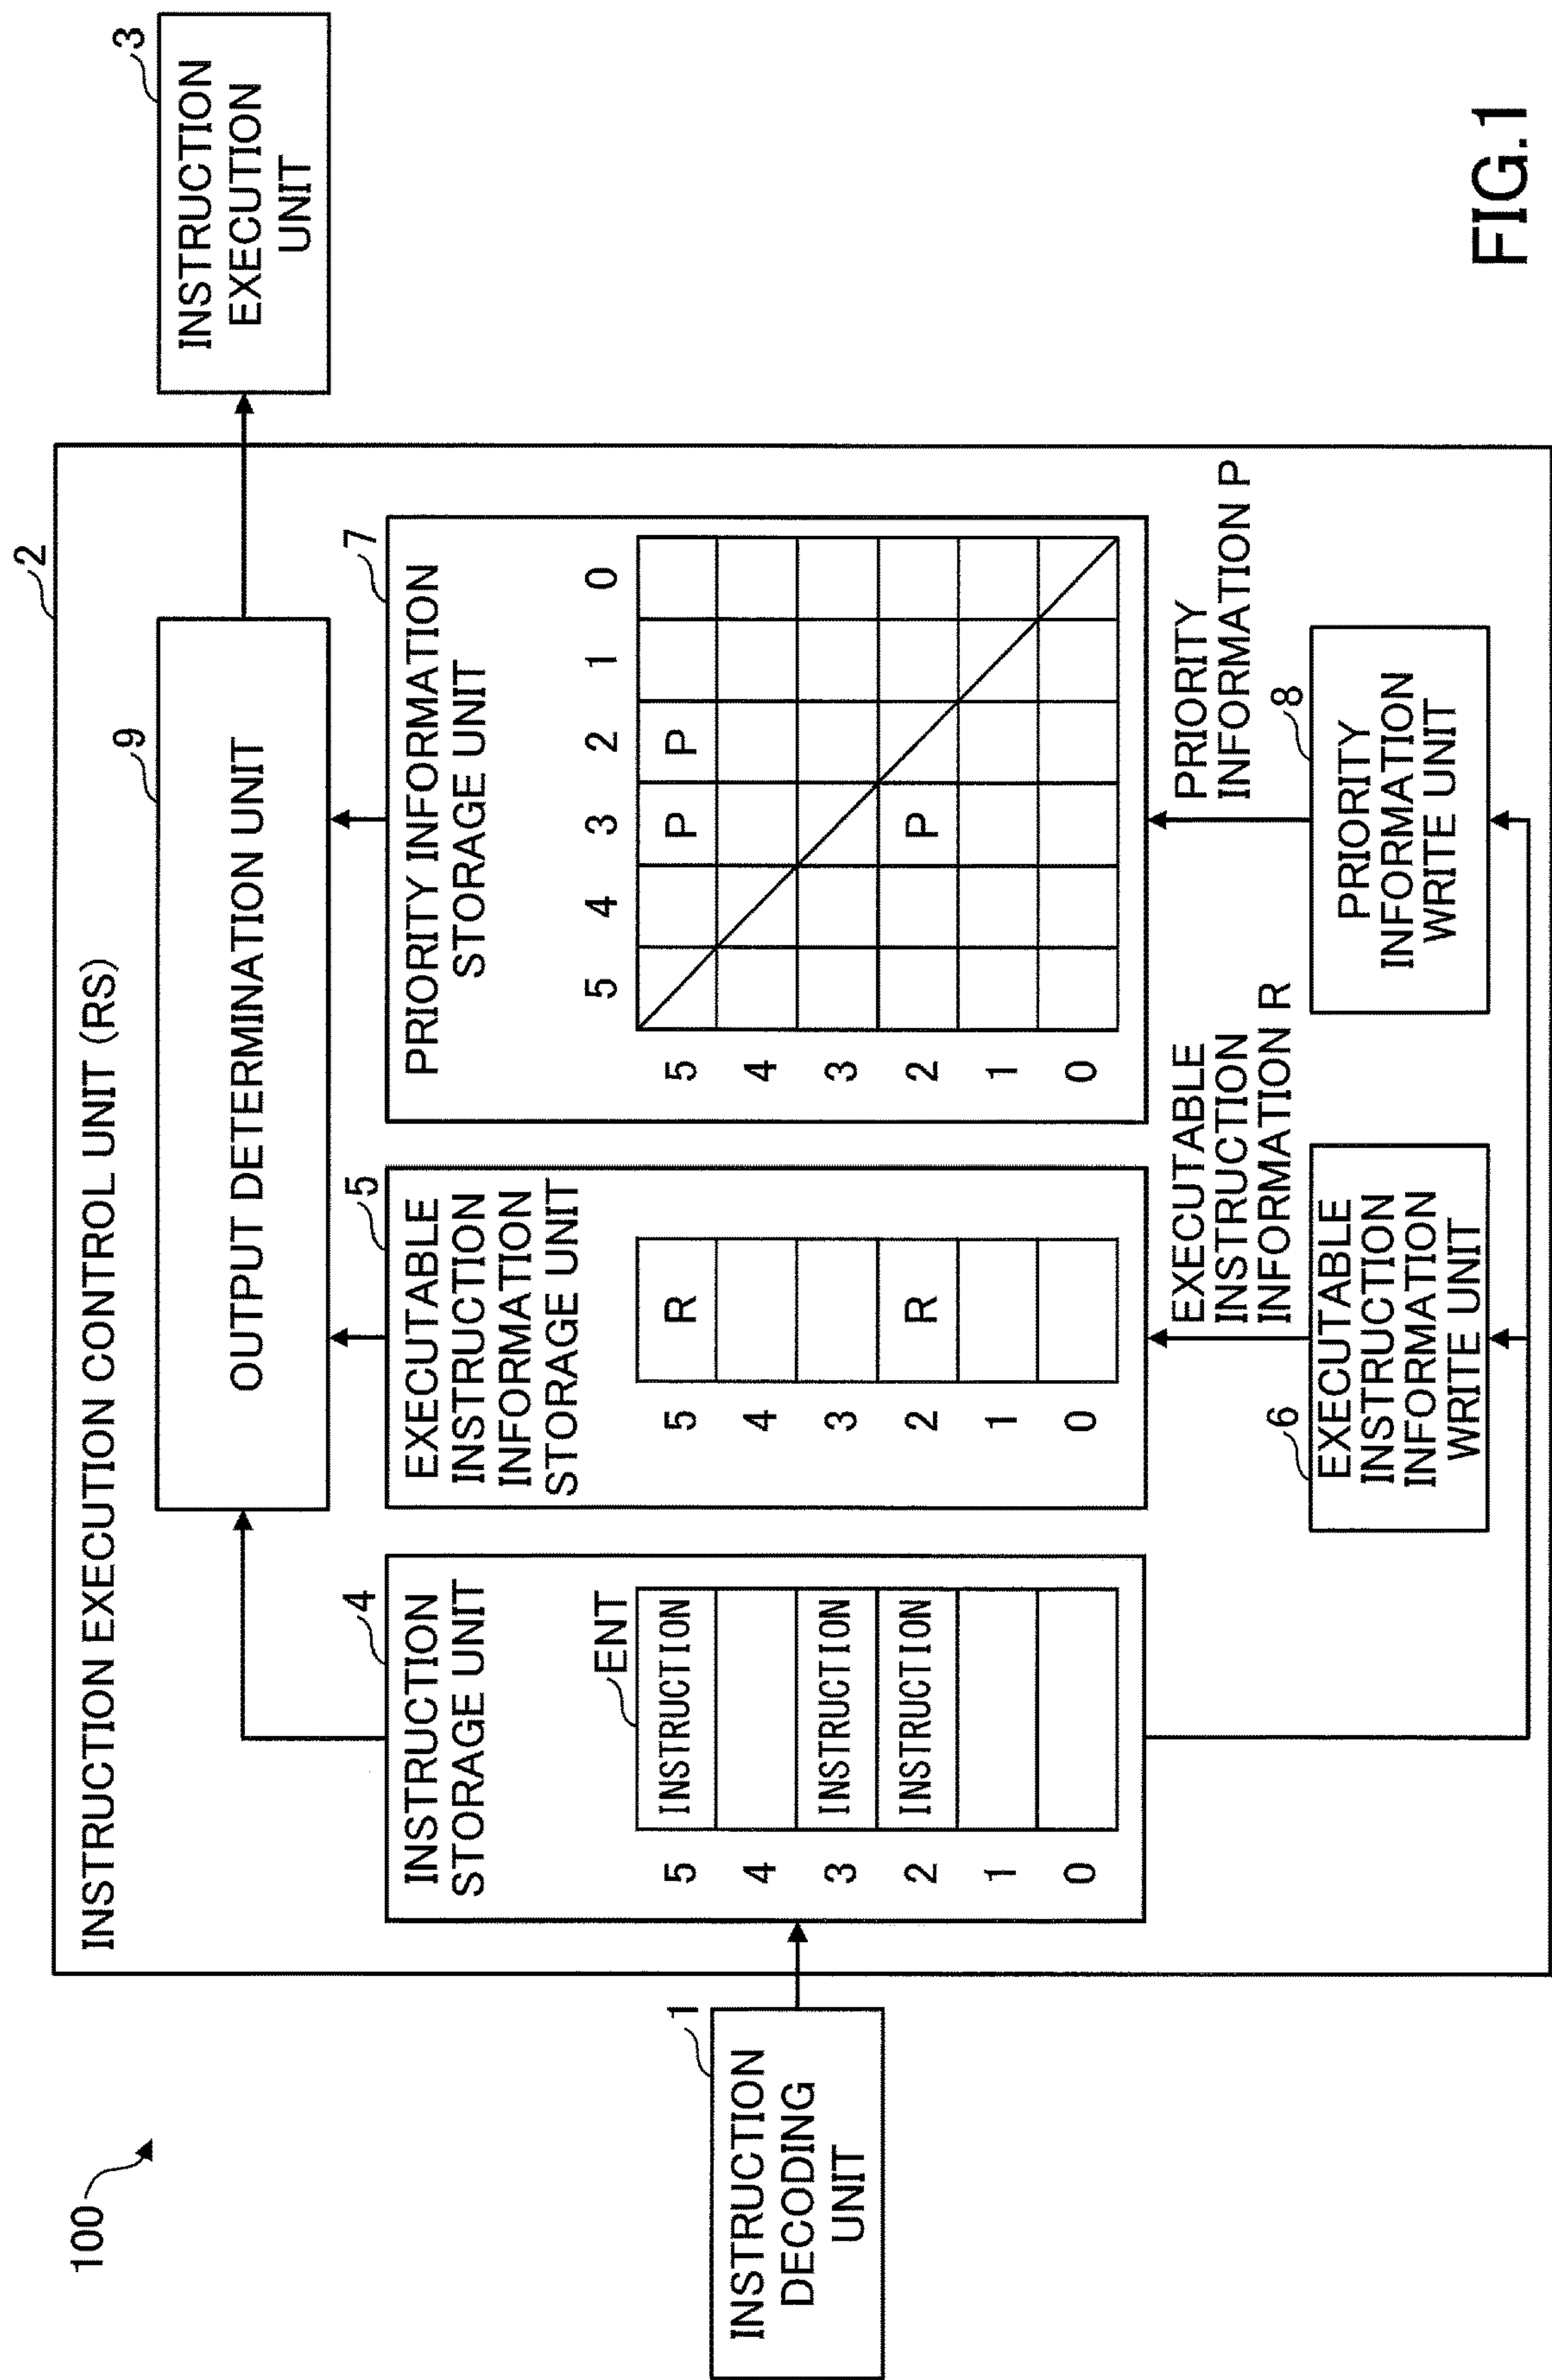 100
INSTRUCTION EXECUTION CONTROL UNIT (RS)
2
9
OUTPUT DETERMINATION UNIT
3
INSTRUCTION
EXECUTION
UNIT
1
INSTRUCTION
DECODING
UNIT
4
INSTRUCTION
STORAGE UNIT
ENT
5 INSTRUCTION
4
3 INSTRUCTION
2 INSTRUCTION
1
0
5
EXECUTABLE
INSTRUCTION
INFORMATION
STORAGE UNIT
5 R
4
3
2 R
1
0
7
PRIORITY INFORMATION
STORAGE UNIT
5 4 3 2 1 0
5 P P
4
3
2 P
1
0
EXECUTABLE
INSTRUCTION
INFORMATION R
PRIORITY
INFORMATION P
6
EXECUTABLE
INSTRUCTION
INFORMATION
WRITE UNIT
8
PRIORITY
INFORMATION
WRITE UNIT
FIG.1